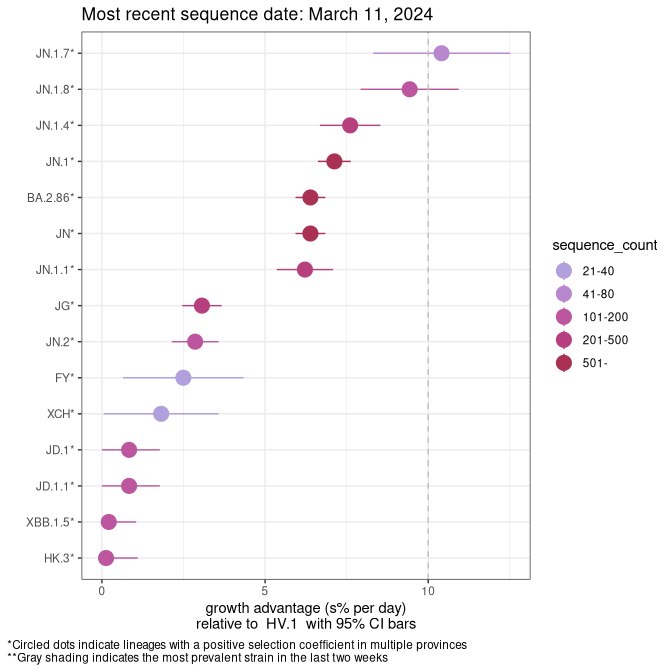 Most recent sequence date: March 11, 2024
JN.1.7*
JN.1.8*
JN.1.4*
JN.1*
BA.2.86*
JN*
JN.1.1*
JG*
JN.2*
FY*
XCH*
JD.1*
JD.1.1*
XBB.1.5*
HK.3*
0 5 10
growth advantage (s% per day)
relative to HV.1 with 95% CI bars
sequence_count
21-40
41-80
101-200
201-500
501-
*Circled dots indicate lineages with a positive selection coefficient in multiple provinces
**Gray shading indicates the most prevalent strain in the last two weeks